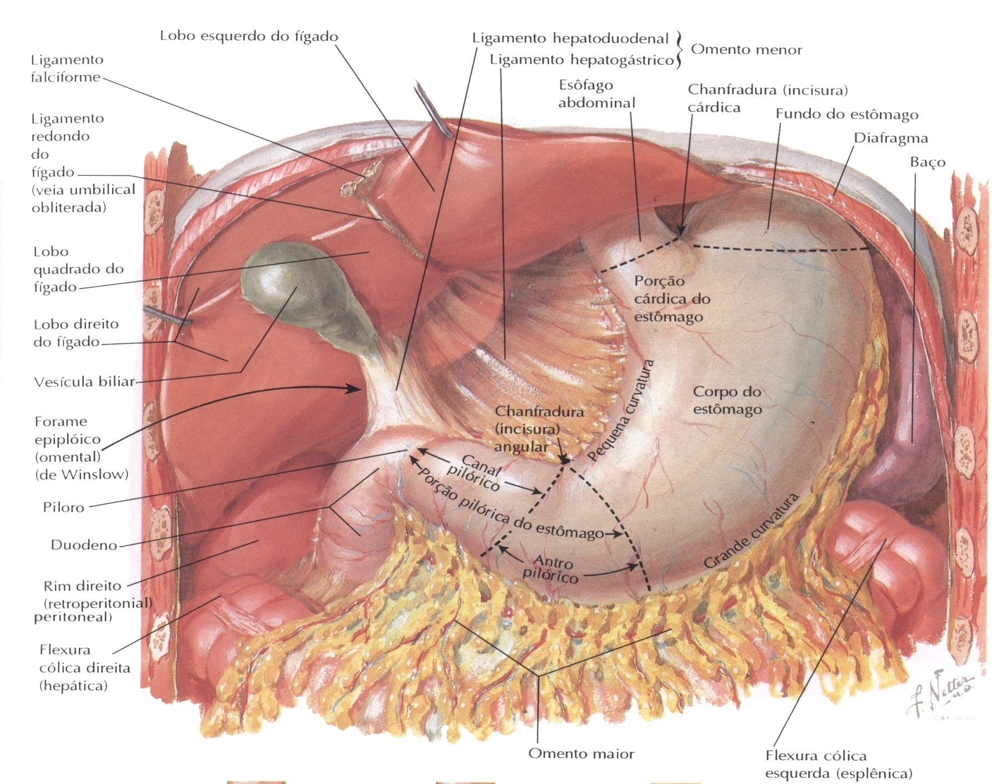 Lobo esquerdo do fígado
Ligamento hepatoduodenal
Ligamento hepatogástrico
Omento menor
Ligamento
falciforme
Esôfago
abdominal
Chanfradura (incisura)
cárdica
Fundo do estômago
Diafragma
Baço
Ligamento
redondo
do
fígado
(veia umbilical
obliterada)
Lobo
quadrado do
fígado
Lobo direito
do fígado
Vesícula biliar
Forame
epiplóico
(omental)
(de Winslow)
Piloro
Duodeno
Rim direito
(retroperitonial)
peritoneal)
Flexura
cólica direita
(hepática)
Porção
cárdica do
estômago
Corpo do
estômago
Pequena curvatura
Chanfradura
(incisura)
angular
Canal
pilórico
Porção pilórica do estômago
Antro
pilórico
Grande curvatura
Omento maior
Flexura cólica
esquerda (esplênica)
F. Netter
M.D.
CIBA-GEIGY